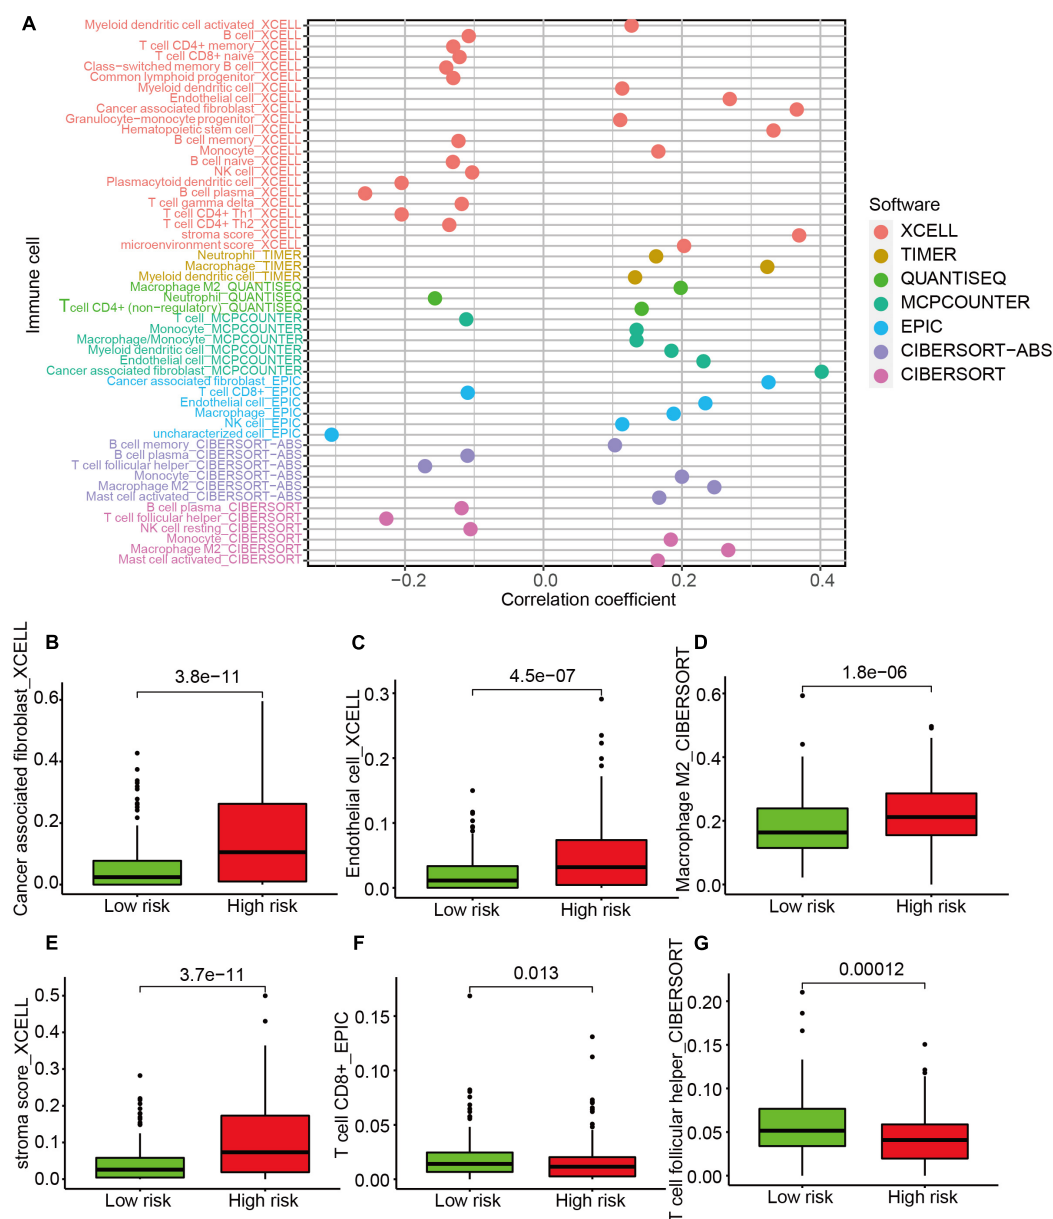 A
Myeloid dendritic cell activated_XCELL
B cell_XCELL
T cell CD4+ memory_XCELL
T cell CD8+ naive_XCELL
Class−switched memory B cell_XCELL
Common lymphoid progenitor_XCELL
Myeloid dendritic cell_XCELL
Endothelial cell_XCELL
Cancer associated fibroblast_XCELL
Granulocyte−monocyte progenitor_XCELL
Hematopoietic stem cell_XCELL
B cell memory_XCELL
Monocyte_XCELL
B cell naive_XCELL
NK cell_XCELL
Plasmacytoid dendritic cell_XCELL
B cell plasma_XCELL
T cell gamma delta_XCELL
T cell CD4+ Th1_XCELL
T cell CD4+ Th2_XCELL
stroma score_XCELL
microenvironment score_XCELL
Neutrophil_TIMER
Macrophage_TIMER
Myeloid dendritic cell_TIMER
Macrophage M2_QUANTISEQ
Neutrophil_QUANTISEQ
Tcell CD4+ (non-regulatory)_QUANTISEQ
T cell_MCPCOUNTER
Monocyte_MCPCOUNTER
Macrophage/Monocyte_MCPCOUNTER
Myeloid dendritic cell_MCPCOUNTER
Endothelial cell_MCPCOUNTER
Cancer associated fibroblast_MCPCOUNTER
Cancer associated fibroblast_EPIC
T cell CD8+_EPIC
Endothelial cell_EPIC
Macrophage_EPIC
NK cell_EPIC
uncharacterized cell_EPIC
B cell memory_CIBERSORT−ABS
B cell plasma_CIBERSORT−ABS
T cell follicular helper_CIBERSORT−ABS
Monocyte_CIBERSORT−ABS
Macrophage M2_CIBERSORT−ABS
Mast cell activated_CIBERSORT−ABS
B cell plasma_CIBERSORT
T cell follicular helper_CIBERSORT
NK cell resting_CIBERSORT
Monocyte_CIBERSORT
Macrophage M2_CIBERSORT
Mast cell activated_CIBERSORT
Immune cell
−0.2 0.0 0.2 0.4
Correlation coefficient
Software
XCELL
TIMER
QUANTISEQ
MCPCOUNTER
EPIC
CIBERSORT−ABS
CIBERSORT
B
Cancer associated fibroblast_XCELL
3.8e−11
0.6
0.4
0.2
0.0
Low risk High risk
C
Endothelial cell_XCELL
4.5e−07
0.3
0.2
0.1
0.0
Low risk High risk
D
Macrophage M2_CIBERSORT
1.8e−06
0.6
0.4
0.2
0.0
Low risk High risk
E
stroma score_XCELL
3.7e−11
0.5
0.4
0.3
0.2
0.1
0.0
Low risk High risk
F
T cell CD8+_EPIC
0.013
0.15
0.10
0.05
0.00
Low risk High risk
G
T cell follicular helper_CIBERSORT
0.00012
0.20
0.15
0.10
0.05
0.00
Low risk High risk